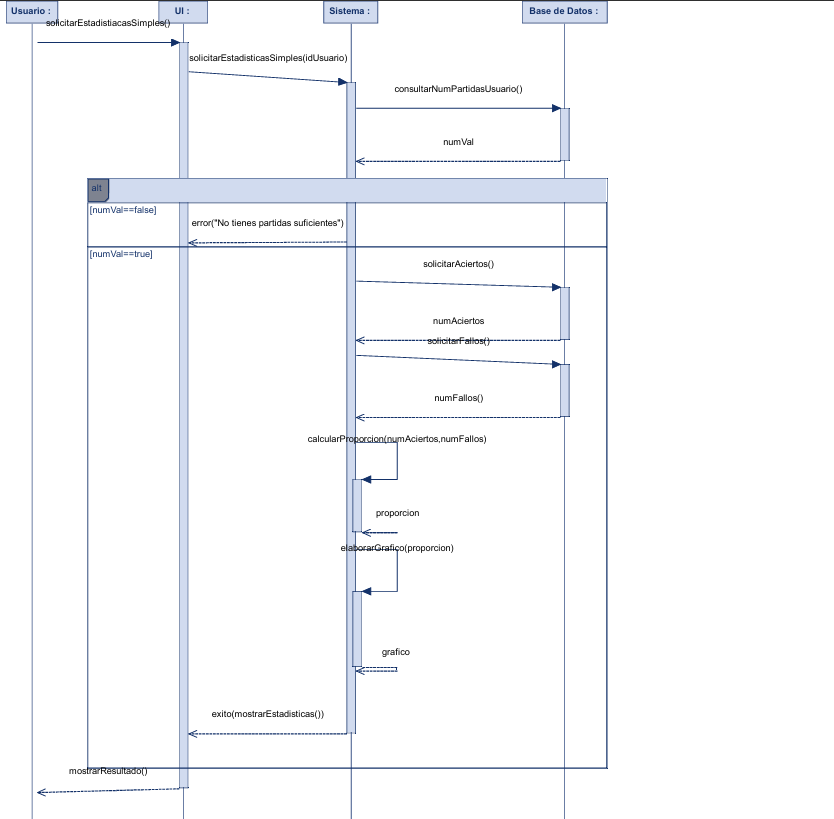 Usuario :
UI :
Sistema :
Base de Datos :
solicitarEstadistiacasSimples()
solicitarEstadisticasSimples(idUsuario)
consultarNumPartidasUsuario()
numVal
alt
[numVal==false]
error("No tienes partidas suficientes")
[numVal==true]
solicitarAciertos()
numAciertos
solicitarFallos()
numFallos()
calcularProporcion(numAciertos,numFallos)
proporcion
elaborarGrafico(proporcion)
grafico
exito(mostrarEstadisticas())
mostrarResultado()